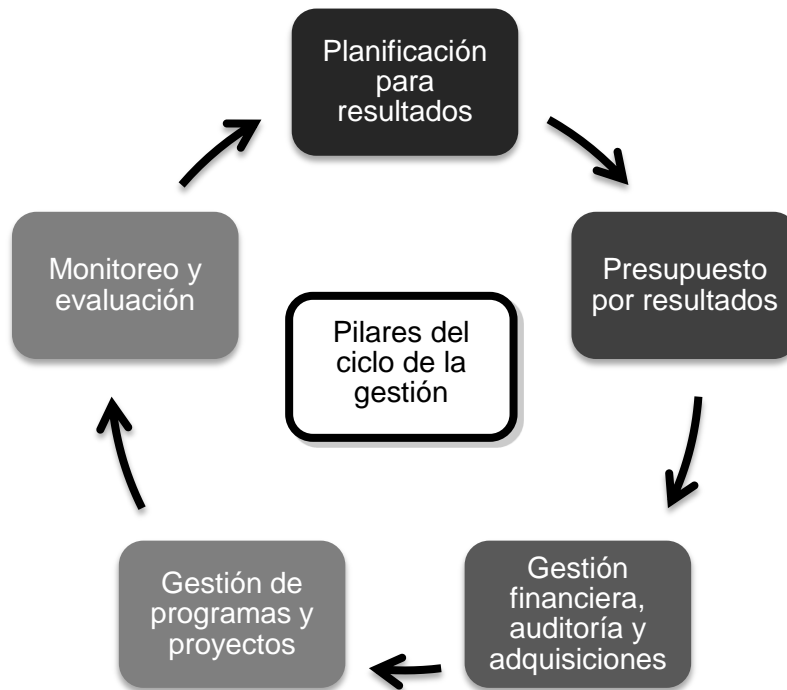 Planificación
para
resultados
Presupuesto
por resultados
Gestión
financiera,
auditoría y
adquisiciones
Gestión de
programas y
proyectos
Monitoreo y
evaluación
Pilares del
ciclo de la
gestión